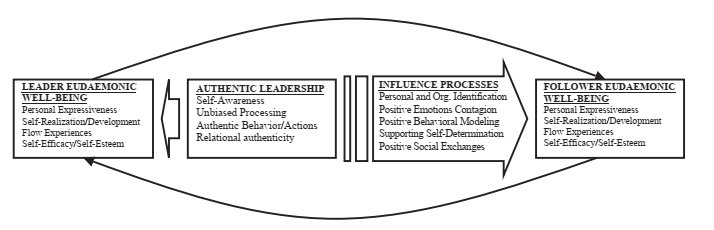 LEADER EUDAEMONIC
WELL-BEING
Personal Expressiveness
Self-Realization/Development
Flow Experiences
Self-Efficacy/Self-Esteem
AUTHENTIC LEADERSHIP
Self-Awareness
Unbiased Processing
Authentic Behavior/Actions
Relational authenticity
INFLUENCE PROCESSES
Personal and Org. Identification
Positive Emotions Contagion
Positive Behavioral Modeling
Supporting Self-Determination
Positive Social Exchanges
FOLLOWER EUDAEMONIC
WELL-BEING
Personal Expressiveness
Self-Realization/Development
Flow Experiences
Self-Efficacy/Self-Esteem